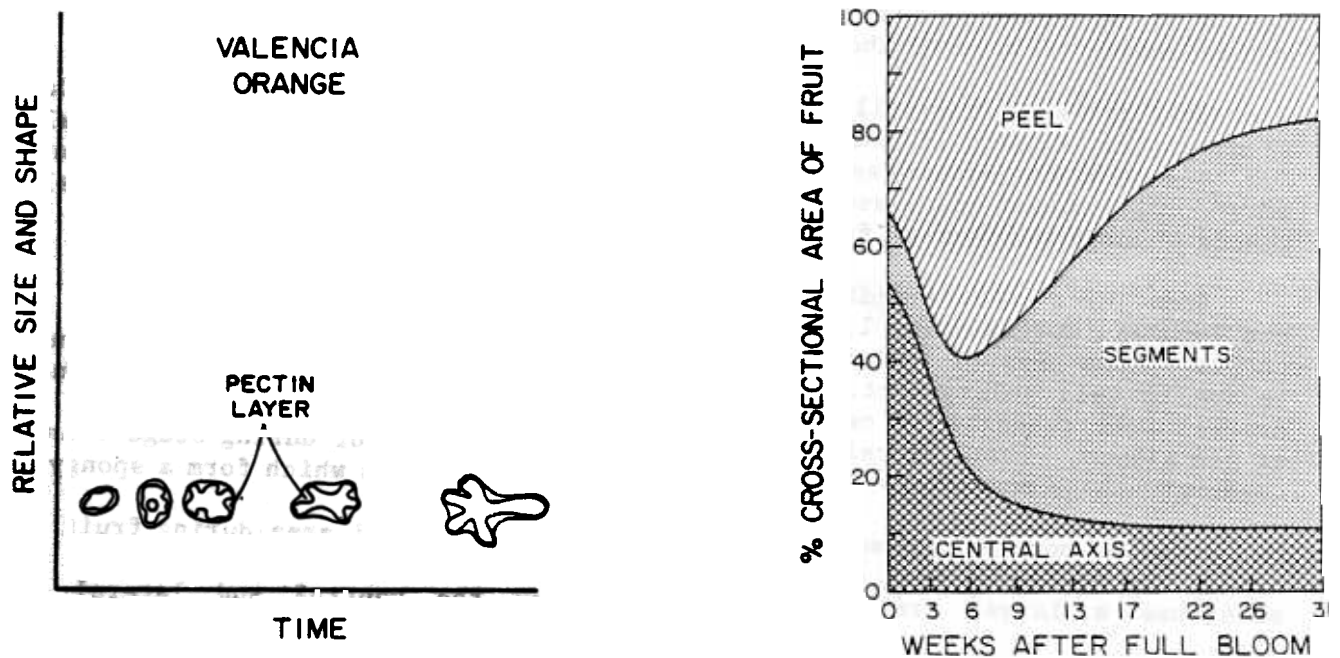 VALENCIA
ORANGE
RELATIVE SIZE AND SHAPE
PECTIN
LAYER
TIME
% CROSS-SECTIONAL AREA OF FRUIT
100
80
60
40
20
0
PEEL
SEGMENTS
CENTRAL AXIS
0 3 6 9 13 17 22 26 3
WEEKS AFTER FULL BLOOM